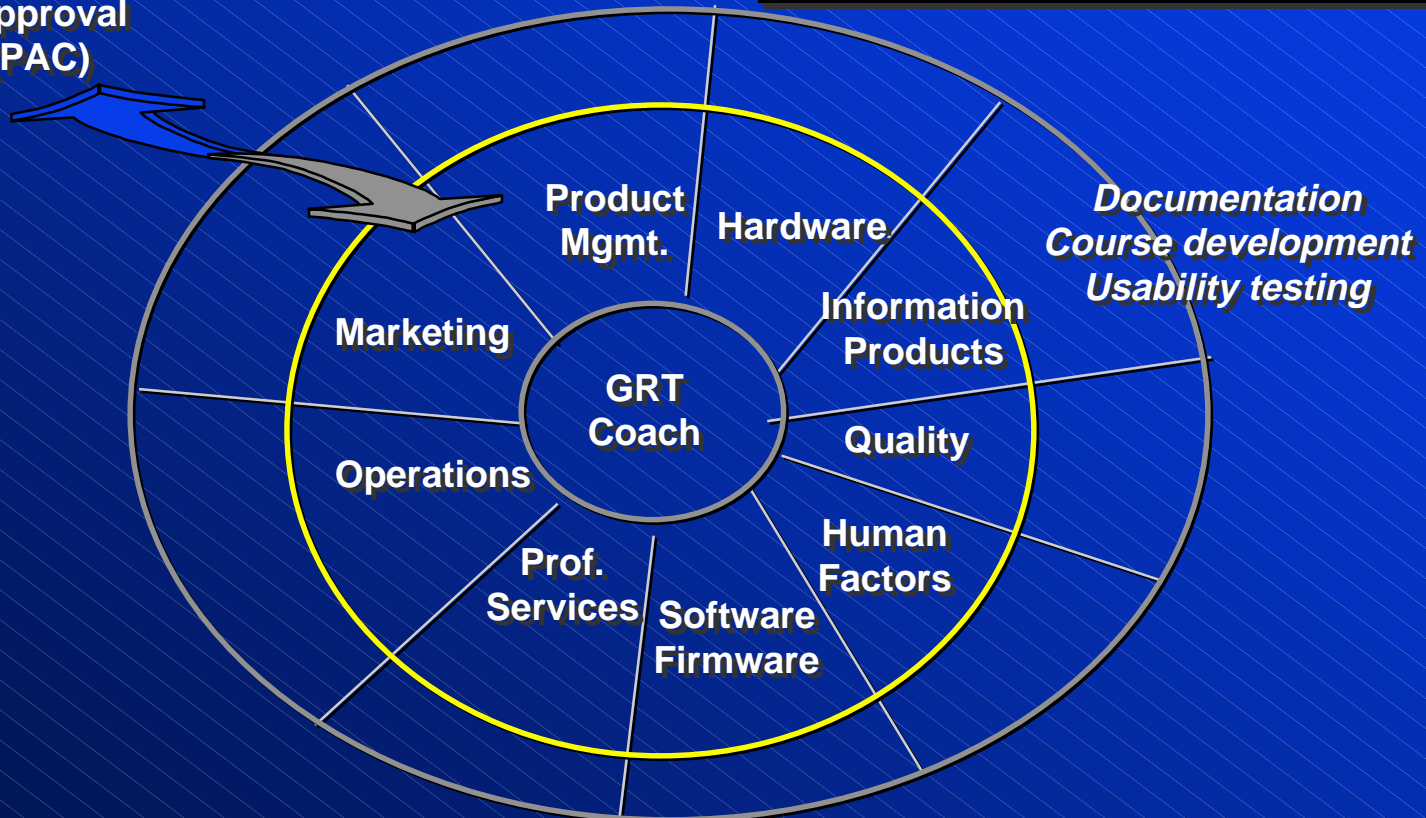 PAC)
Product
Mgmt.
Hardware
Documentation
Course development
Usability testing
Information
Products
Marketing
GRT
Coach
Quality
Operations
Human
Factors
Prof.
Services
Software
Firmware